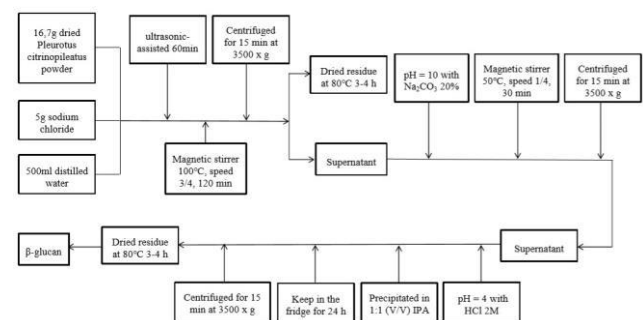 16,7g dried
Pleurotus
citrinopileatus
powder
ultrasonic-
assisted 60min
Centrifuged
for 15 min at
3500 x g
5g sodium
chloride
500ml distilled
water
Magnetic stirrer
100°C, speed
3/4, 120 min
Dried residue
at 80°C 3-4 h
Supernatant
pH = 10 with
Na₂CO₃ 20%
Magnetic stirrer
50°C, speed 1/4,
30 min
Centrifuged
for 15 min at
3500 x g
Supernatant
pH = 4 with
HCl 2M
Precipitated in
1:1 (V/V) IPA
Keep in the
fridge for 24 h
Centrifuged for 15
min at 3500 x g
Dried residue
at 80°C 3-4 h
β-glucan